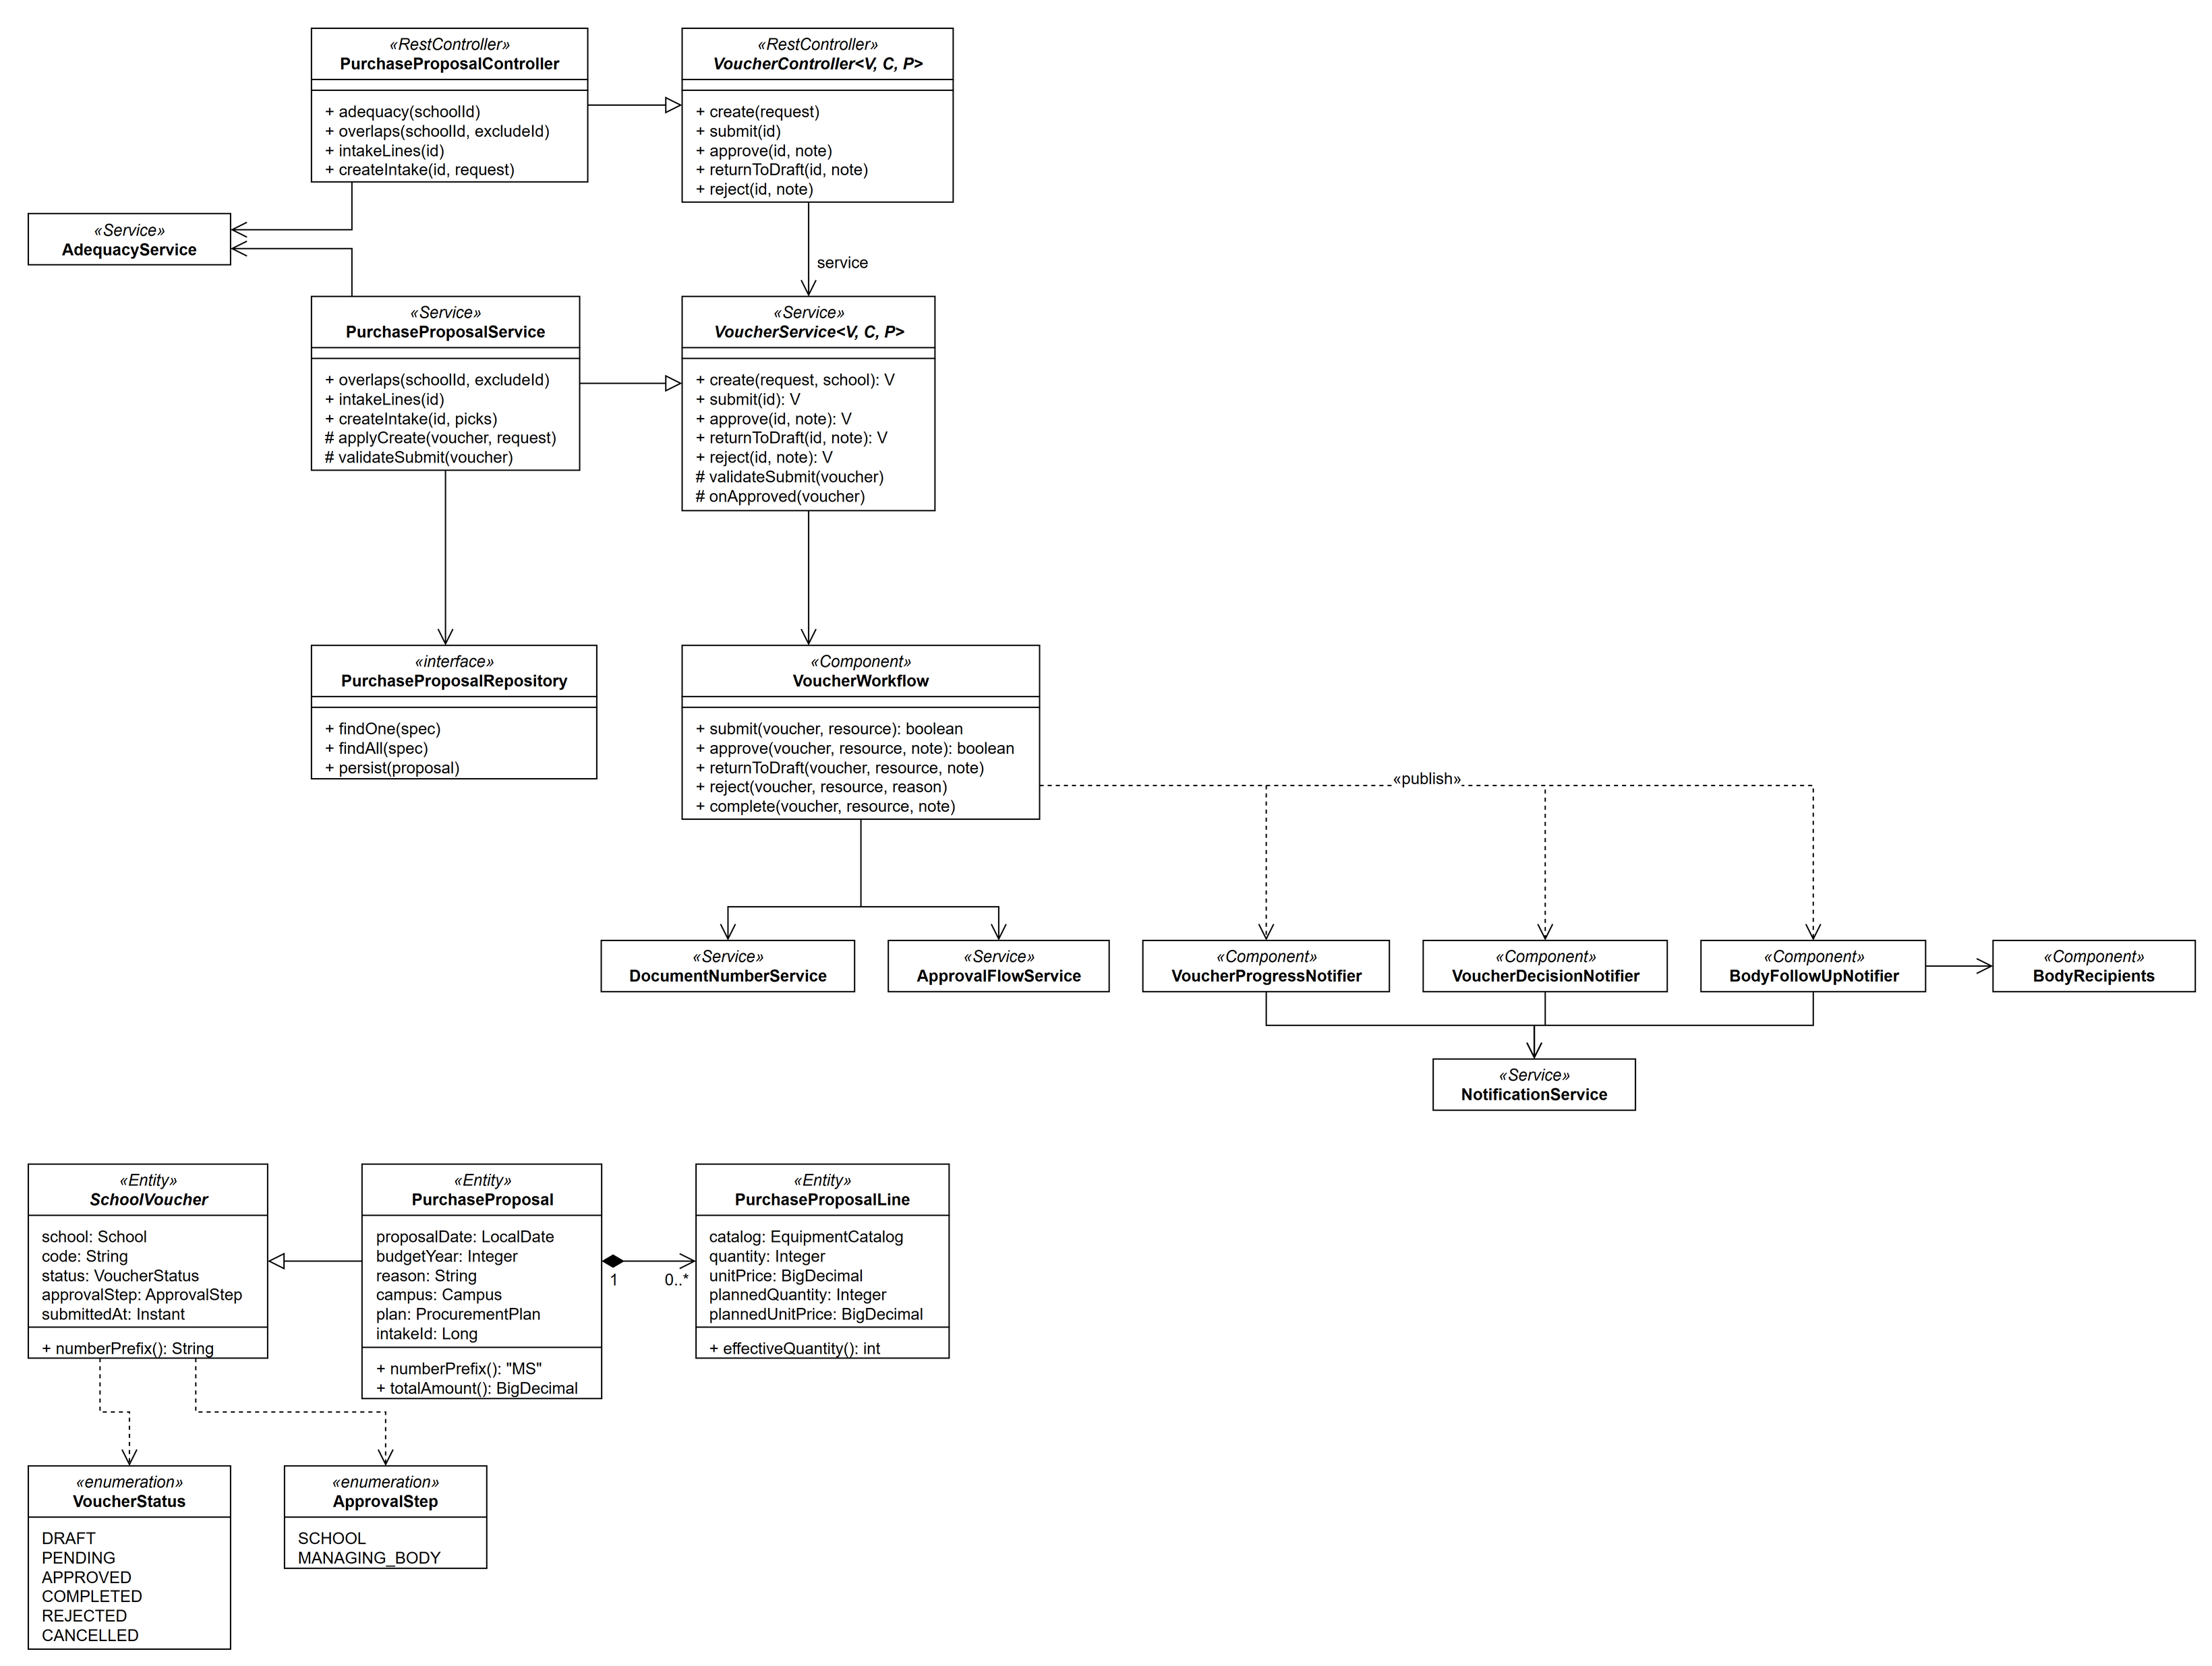 «RestController»
PurchaseProposalController
+ adequacy(schoolId)
+ overlaps(schoolId, excludeId)
+ intakeLines(id)
+ createIntake(id, request)
«RestController»
VoucherController<V, C, P>
+ create(request)
+ submit(id)
+ approve(id, note)
+ returnToDraft(id, note)
+ reject(id, note)
«Service»
AdequacyService
service
«Service»
PurchaseProposalService
+ overlaps(schoolId, excludeId)
+ intakeLines(id)
+ createIntake(id, picks)
# applyCreate(voucher, request)
# validateSubmit(voucher)
«Service»
VoucherService<V, C, P>
+ create(request, school): V
+ submit(id): V
+ approve(id, note): V
+ returnToDraft(id, note): V
+ reject(id, note): V
# validateSubmit(voucher)
# onApproved(voucher)
«interface»
PurchaseProposalRepository
+ findOne(spec)
+ findAll(spec)
+ persist(proposal)
«Component»
VoucherWorkflow
+ submit(voucher, resource): boolean
+ approve(voucher, resource, note): boolean
+ returnToDraft(voucher, resource, note)
+ reject(voucher, resource, reason)
+ complete(voucher, resource, note)
«publish»
«Service»
DocumentNumberService
«Service»
ApprovalFlowService
«Component»
VoucherProgressNotifier
«Component»
VoucherDecisionNotifier
«Component»
BodyFollowUpNotifier
«Component»
BodyRecipients
«Service»
NotificationService
«Entity»
SchoolVoucher
school: School
code: String
status: VoucherStatus
approvalStep: ApprovalStep
submittedAt: Instant
+ numberPrefix(): String
«Entity»
PurchaseProposal
proposalDate: LocalDate
budgetYear: Integer
reason: String
campus: Campus
plan: ProcurementPlan
intakeId: Long
+ numberPrefix(): "MS"
+ totalAmount(): BigDecimal
1
0..*
«Entity»
PurchaseProposalLine
catalog: EquipmentCatalog
quantity: Integer
unitPrice: BigDecimal
plannedQuantity: Integer
plannedUnitPrice: BigDecimal
+ effectiveQuantity(): int
«enumeration»
VoucherStatus
DRAFT
PENDING
APPROVED
COMPLETED
REJECTED
CANCELLED
«enumeration»
ApprovalStep
SCHOOL
MANAGING_BODY